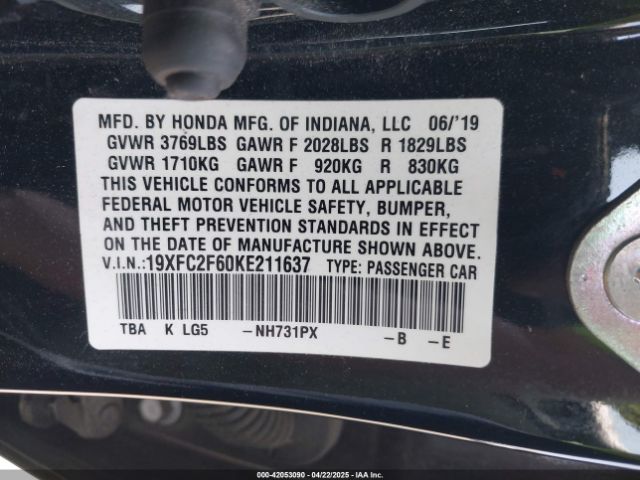 MFD. BY HONDA MFG. OF INDIANA, LLC 06/'19
GVWR 3769LBS GAWR F 2028LBS R 1829LBS
GVWR 1710KG GAWR F 920KG R 830KG
THIS VEHICLE CONFORMS TO ALL APPLICABLE
FEDERAL MOTOR VEHICLE SAFETY, BUMPER,
AND THEFT PREVENTION STANDARDS IN EFFECT
ON THE DATE OF MANUFACTURE SHOWN ABOVE.
V.I.N.:19XFC2F60KE211637 TYPE: PASSENGER CAR
TBA K LG5 –NH731PX –B –E
000-42053090 - 04/22/2025 - IAAI, Inc.